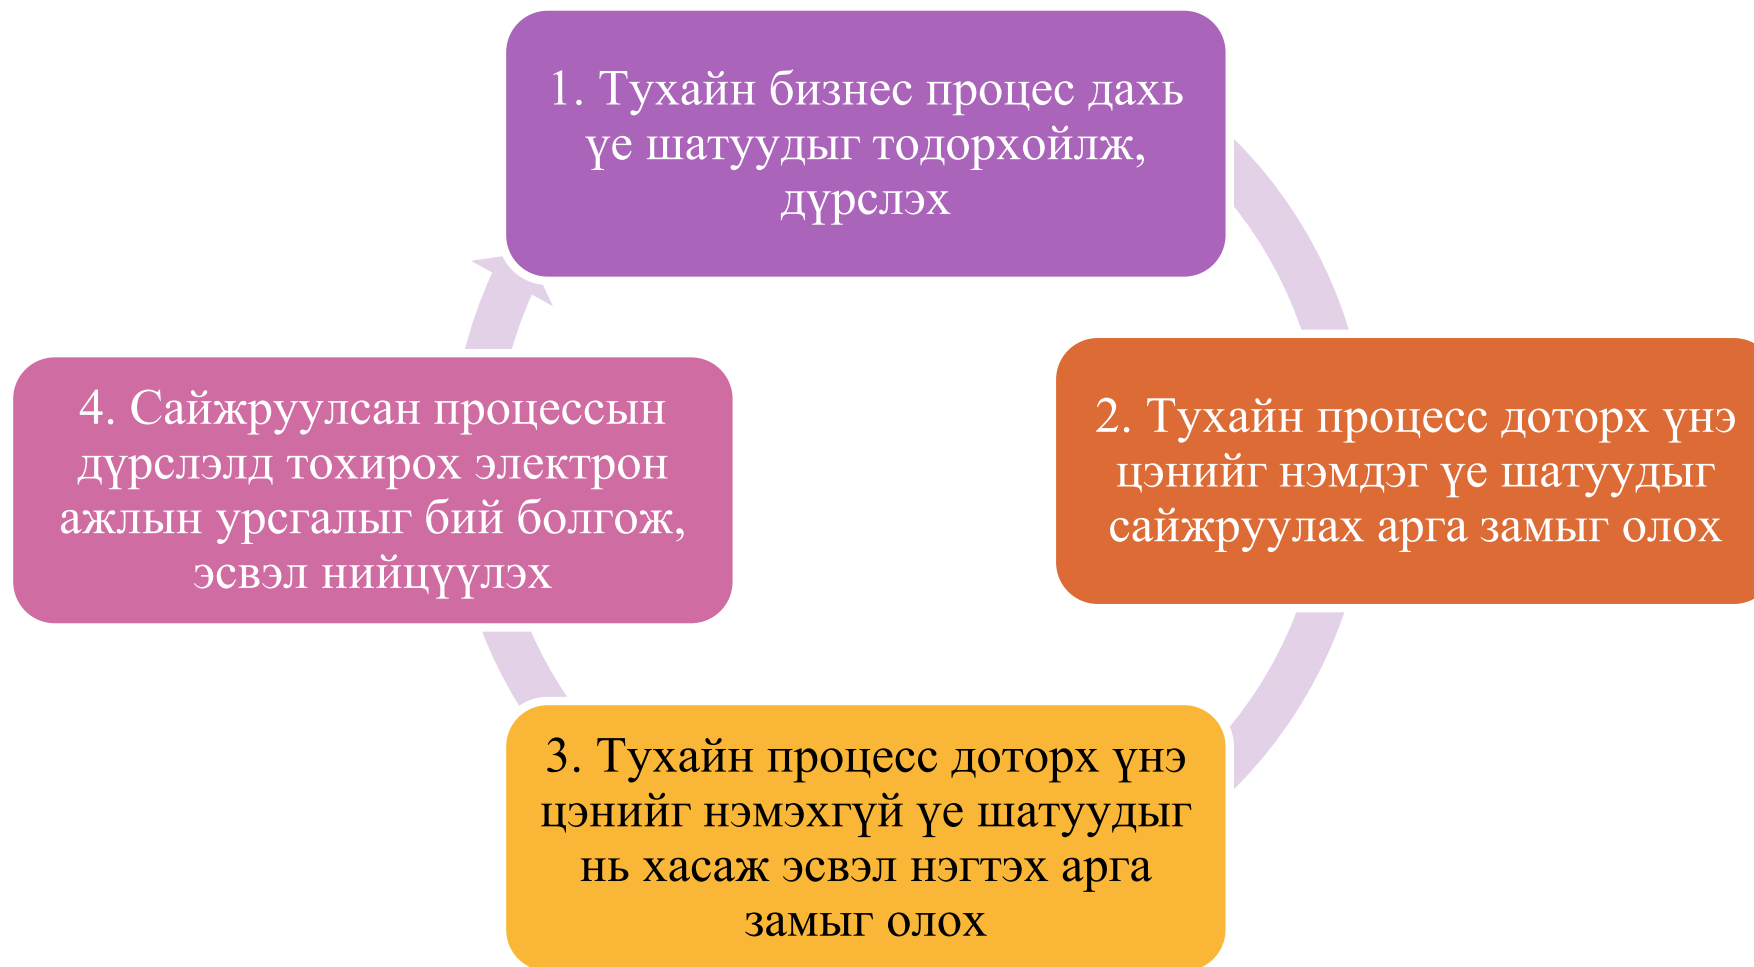 1. Тухайн бизнес процес дахь
үе шатуудыг тодорхойлж,
дүрслэх
2. Тухайн процесс доторх үнэ
цэнийг нэмдэг үе шатуудыг
сайжруулах арга замыг олох
3. Тухайн процесс доторх үнэ
цэнийг нэмэхгүй үе шатуудыг
нь хасаж эсвэл нэгтэх арга
замыг олох
4. Сайжруулсан процессын
дүрслэлд тохирох электрон
ажлын урсгалыг бий болгож,
эсвэл нийцүүлэх